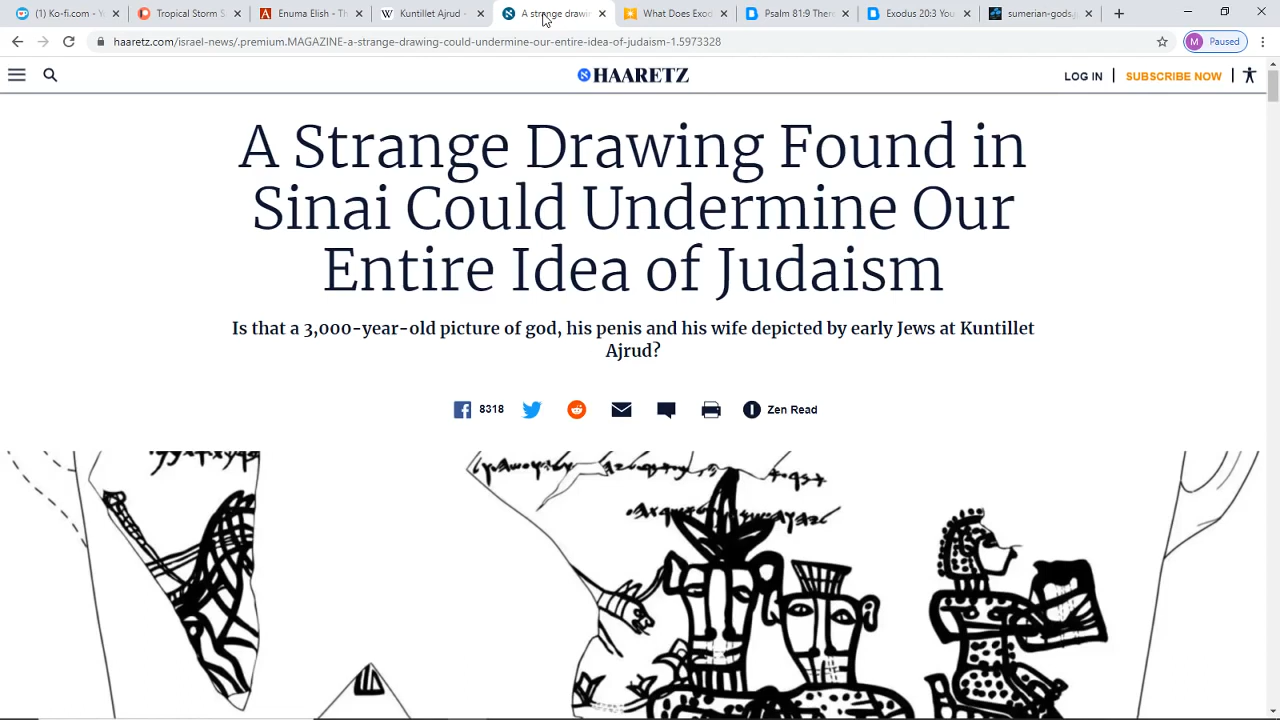 (1) Ko-fi.com - Yo
Tropical Storm S
Enuma Elish - Th
Kuntillet Ajrud -
A strange drawin
What Does Exod
Psalm 81:9 There
Exodus 20:3 You
sumerian-gods.j
haaretz.com/israel-news/.premium.MAGAZINE-a-strange-drawing-could-undermine-our-entire-idea-of-judaism-1.5973328
M Paused
HAARETZ
LOG IN
SUBSCRIBE NOW
A Strange Drawing Found in
Sinai Could Undermine Our
Entire Idea of Judaism
Is that a 3,000-year-old picture of god, his penis and his wife depicted by early Jews at Kuntillet
Ajrud?
8318
Zen Read